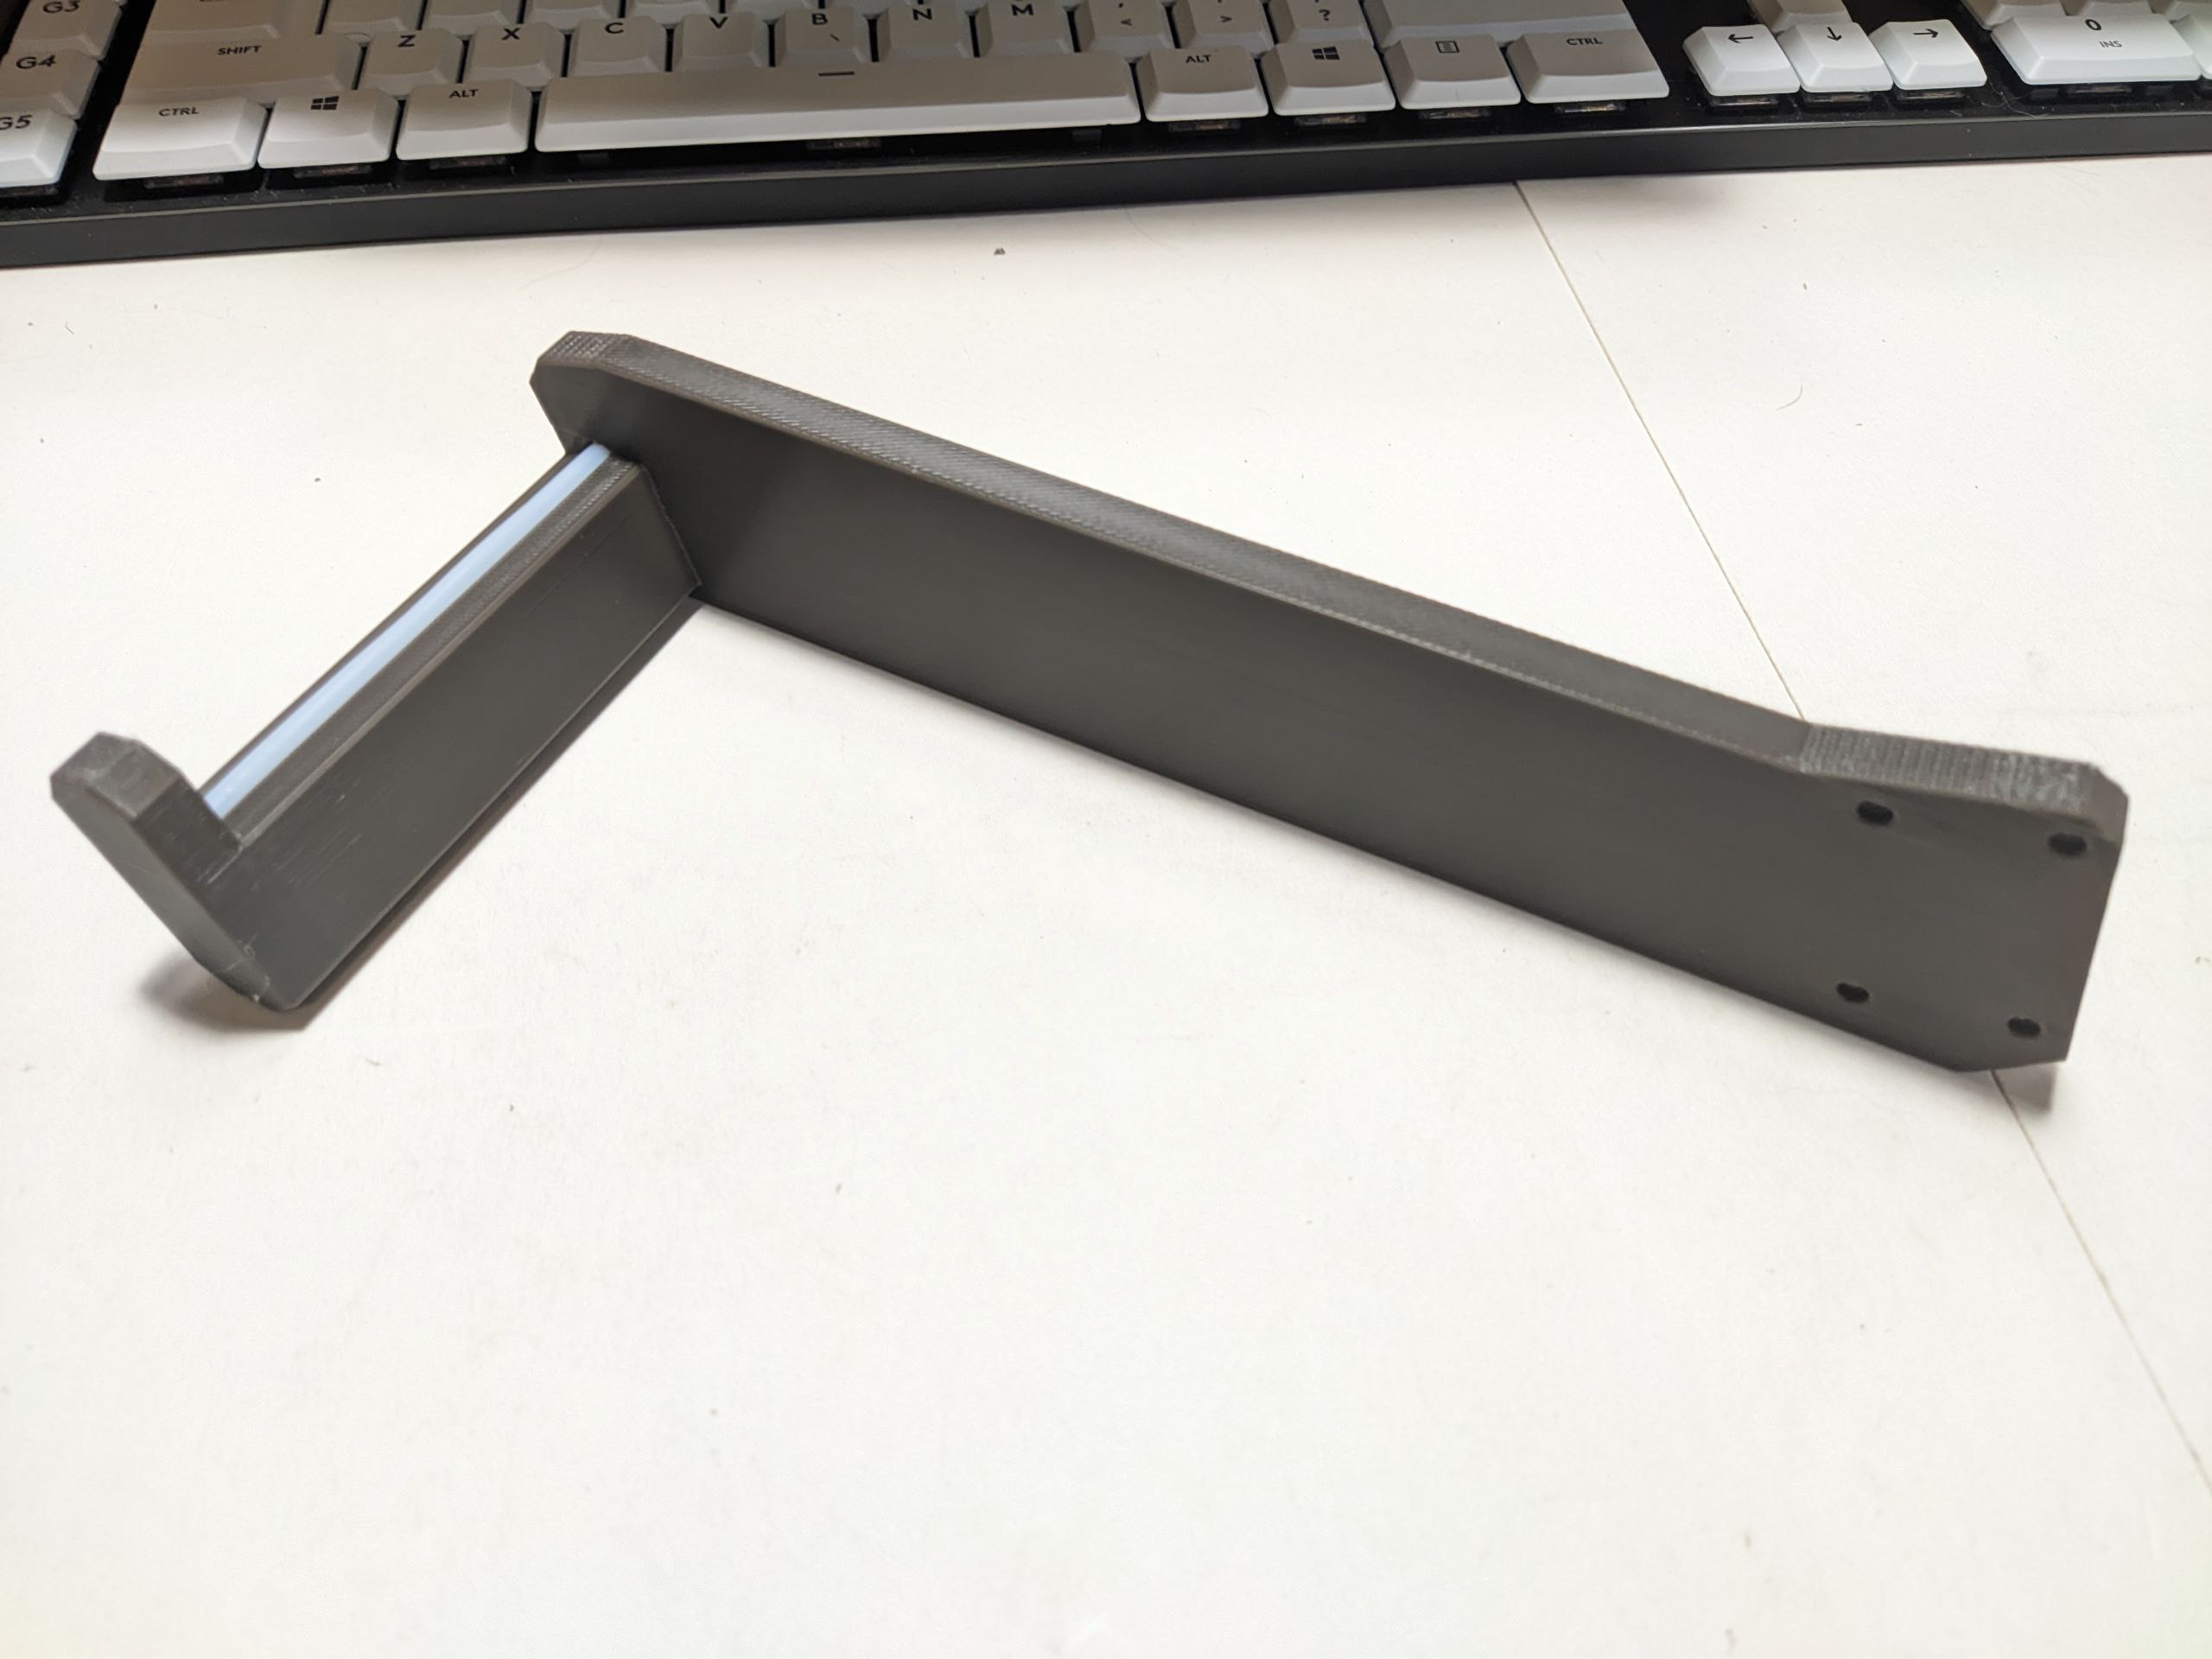 G3
G4
SHIFT
Z X C V B N M < > ?
G5
CTRL ALT ALT CTRL ← ↓ → 0
INS